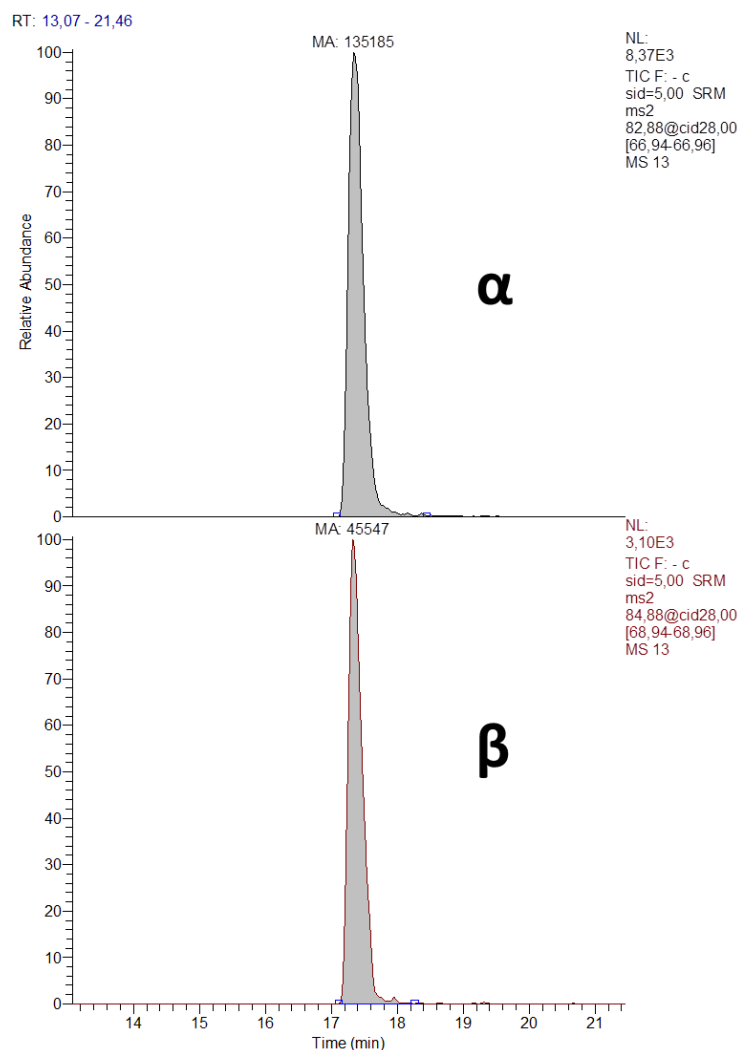 RT: 13,07 - 21,46
MA: 135185
NL:
8,37E3
TIC F: - c
sid=5,00 SRM
ms2
82,88@cid28,00
[66,94-66,96]
MS 13
100
90
80
70
60
50
40
30
20
10
0
Relative Abundance
α
MA: 45547
NL:
3,10E3
TIC F: - c
sid=5,00 SRM
ms2
84,88@cid28,00
[68,94-68,96]
MS 13
100
90
80
70
60
50
40
30
20
10
0
β
14 15 16 17 18 19 20 21
Time (min)